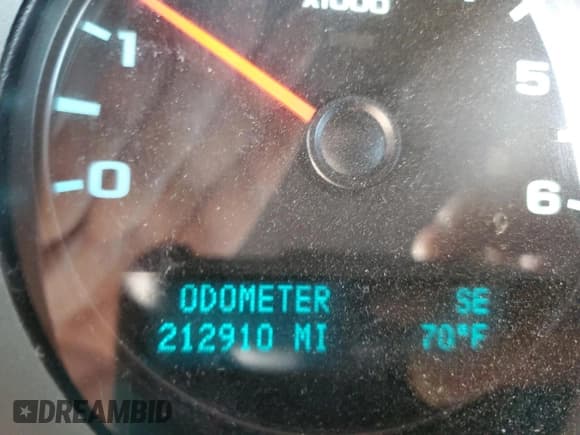 x1000
1
5
0
6
ODOMETER SE
212910 MI 70°F
DREAMBID